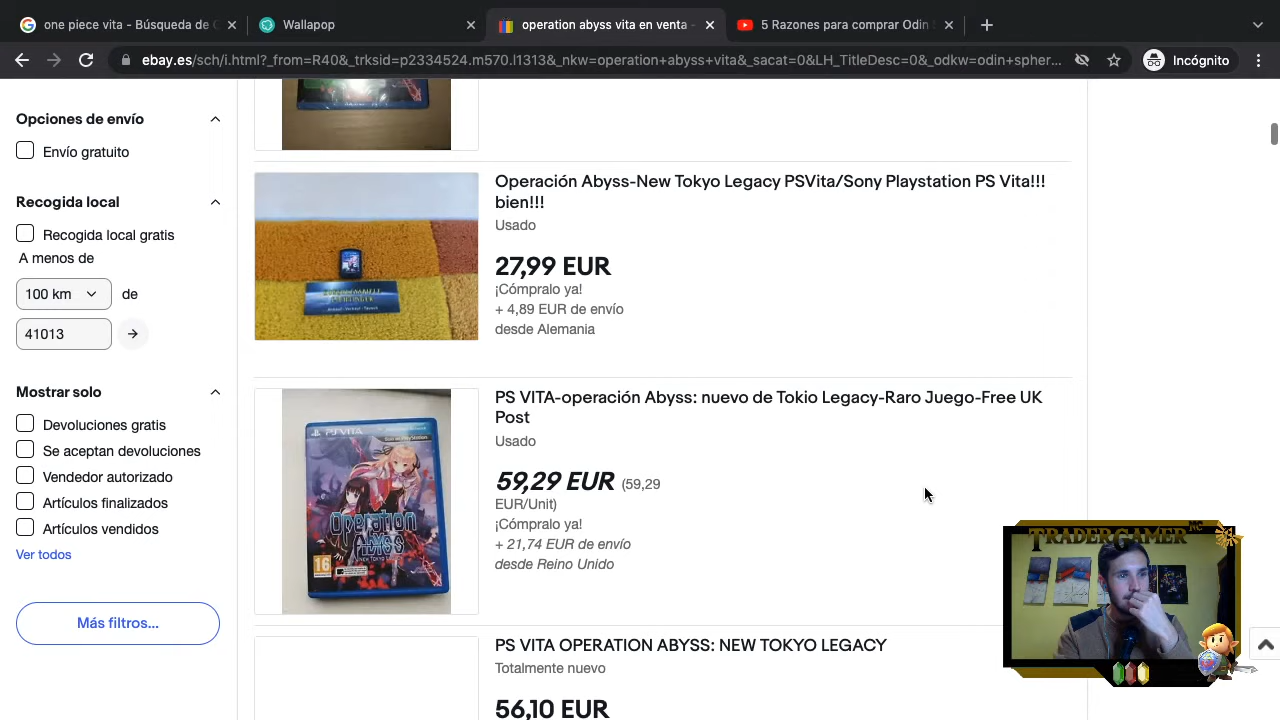 one piece vita - Búsqueda de G
Wallapop
operation abyss vita en venta -
5 Razones para comprar Odin S
ebay.es/sch/i.html?_from=R40&_trksid=p2334524.m570.l1313&_nkw=operation+abyss+vita&_sacat=0&LH_TitleDesc=0&_odkw=odin+spher...
Incógnito
Opciones de envío
Envío gratuito
Recogida local
Recogida local gratis
A menos de
100 km
de
41013
Mostrar solo
Devoluciones gratis
Se aceptan devoluciones
Vendedor autorizado
Artículos finalizados
Artículos vendidos
Ver todos
Más filtros...
Operación Abyss-New Tokyo Legacy PSVita/Sony Playstation PS Vita!!!
bien!!!
Usado
27,99 EUR
¡Cómpralo ya!
+ 4,89 EUR de envío
desde Alemania
PSVITA
Operation
Abyss
16
PS VITA-operación Abyss: nuevo de Tokio Legacy-Raro Juego-Free UK
Post
Usado
59,29 EUR (59,29
EUR/Unit)
¡Cómpralo ya!
+ 21,74 EUR de envío
desde Reino Unido
PS VITA OPERATION ABYSS: NEW TOKYO LEGACY
Totalmente nuevo
56,10 EUR
TRADERGAMER MC